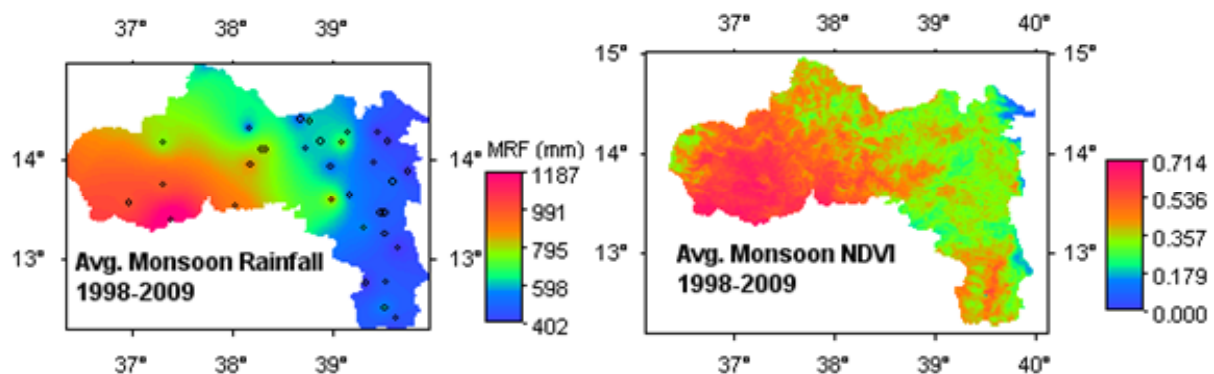 37° 38° 39°
37° 38° 39° 40°
15° 15°
14° 14°
14° 14°
13° 13°
13° 13°
MRF (mm)
1187
991
795
598
402
Avg. Monsoon Rainfall
1998-2009
0.714
0.536
0.357
0.179
0.000
Avg. Monsoon NDVI
1998-2009
37° 38° 39°
37° 38° 39° 40°